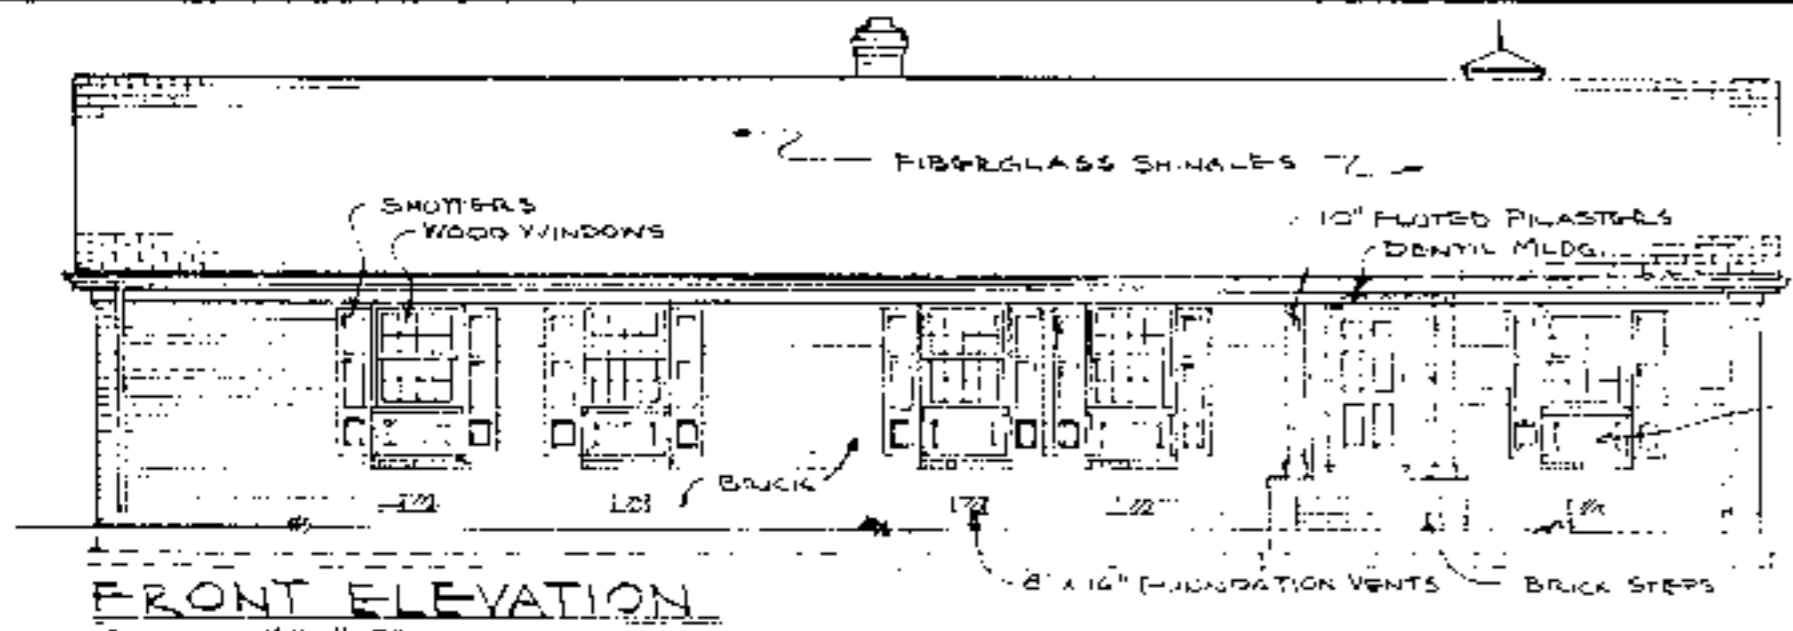 FIBERGLASS SHINGLES
SHUTTERS
WOOD WINDOWS
10" FLUTED PILASTERS
DENTIL MLDG.
BRICK
8" x 16" FOUNDATION VENTS
BRICK STEPS
FRONT ELEVATION